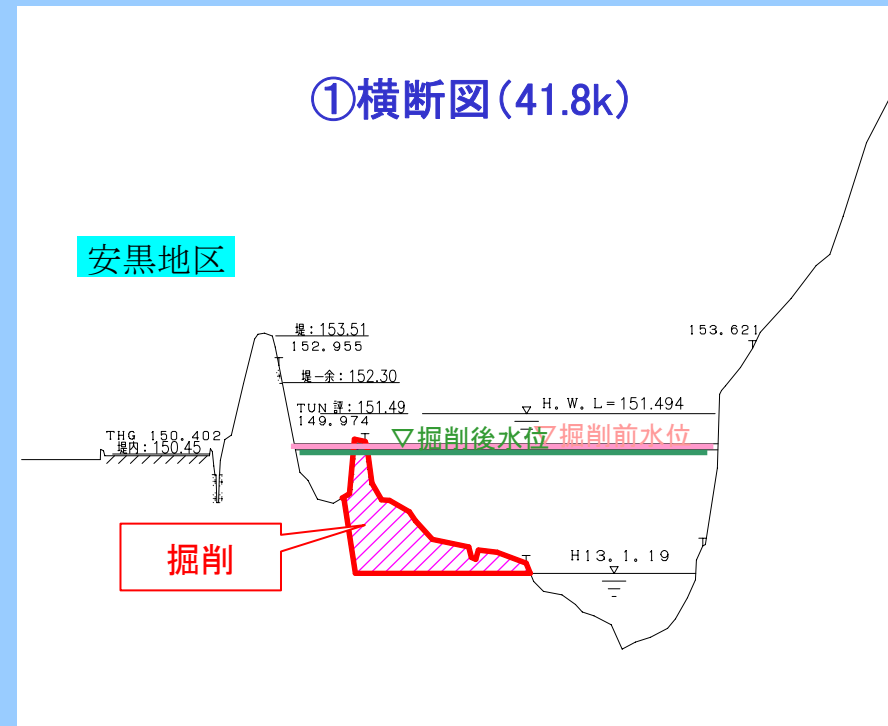 ①横断図(41.8k)
安黒地区
堤:153.51
152.955
153.621
堤-余:152.30
TUN 評:151.49
H.W.L=151.494
149.974
THG 150.402
堤内:150.45
▽掘削後水位
▽掘削前水位
掘削
H13.1.19